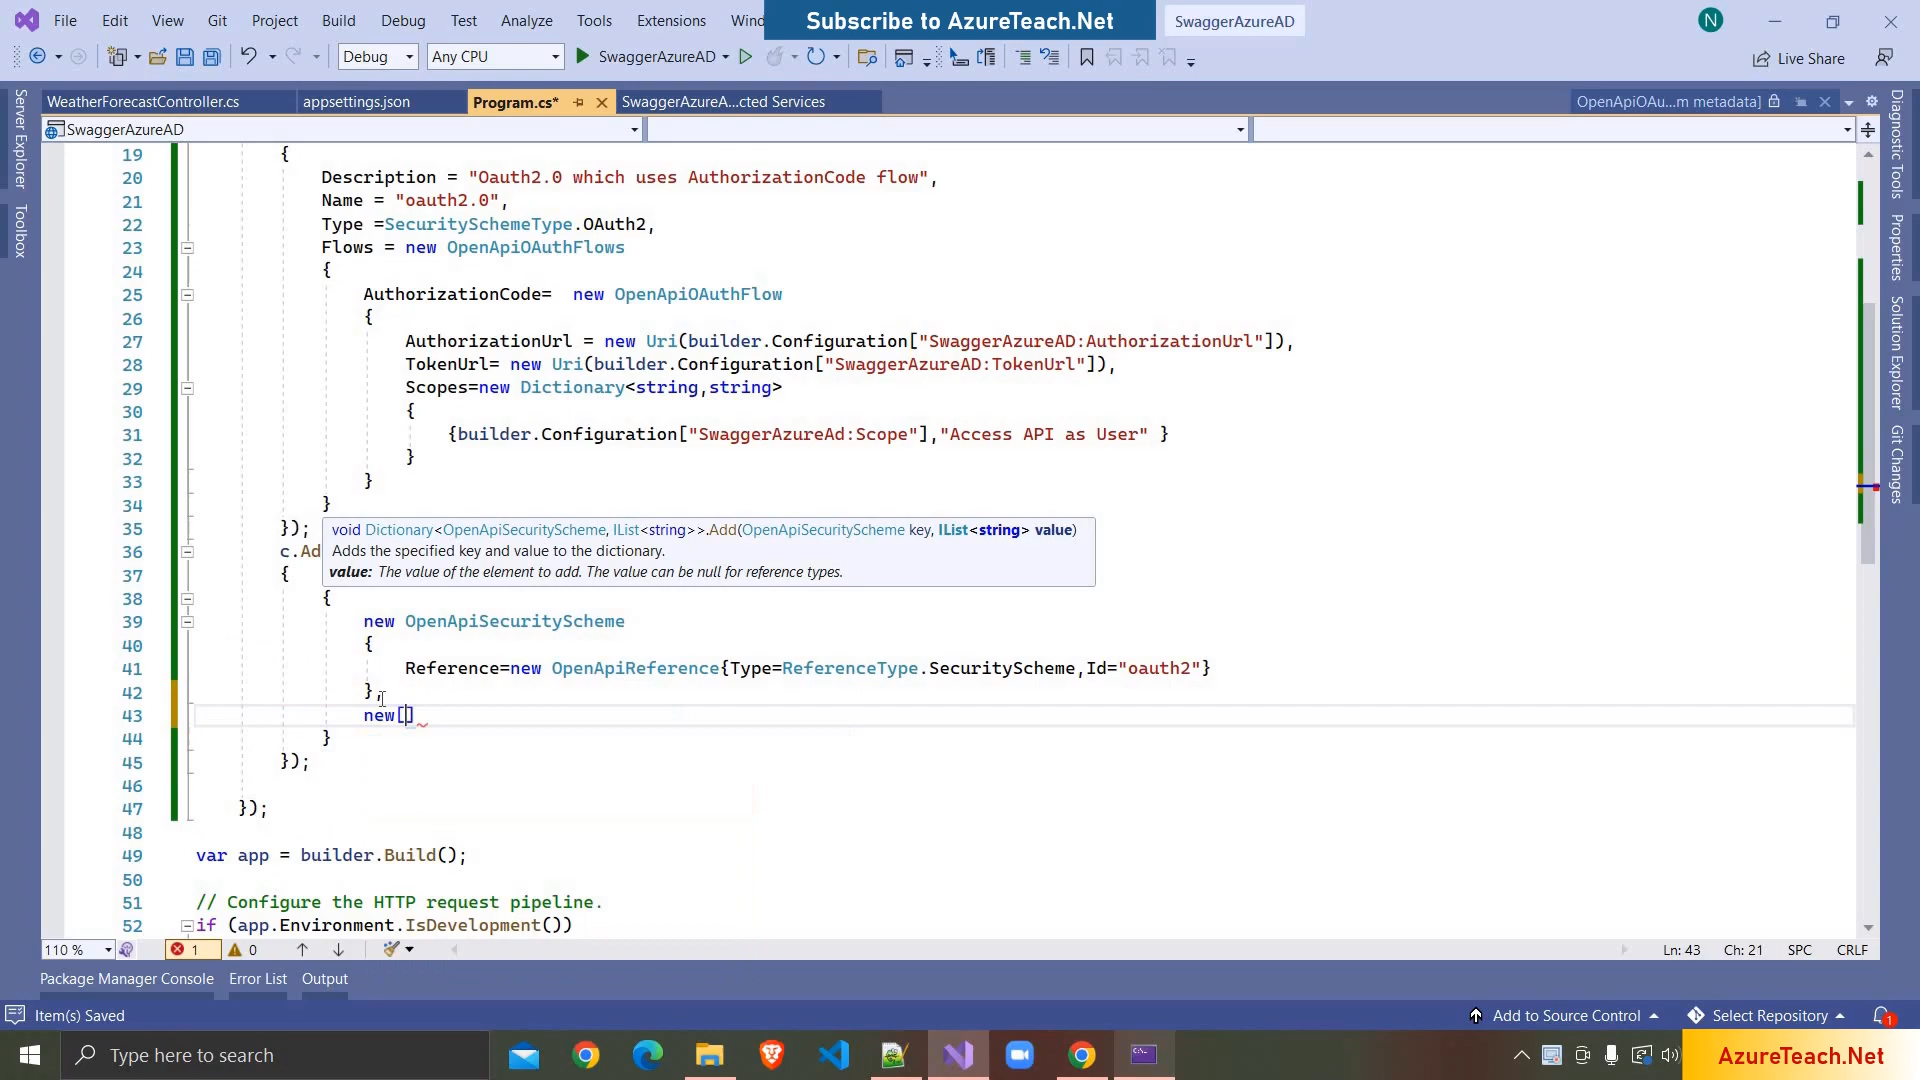 File Edit View Git Project Build Debug Test Analyze Tools Extensions Wind
Subscribe to AzureTeach.Net
SwaggerAzureAD
N
Debug Any CPU SwaggerAzureAD Live Share
WeatherForecastController.cs appsettings.json Program.cs* SwaggerAzureA...cted Services OpenApiOAu...m metadata]
SwaggerAzureAD
Server Explorer
Toolbox
Diagnostic Tools
Properties
Solution Explorer
Git Changes
19 {
20 Description = "Oauth2.0 which uses AuthorizationCode flow",
21 Name = "oauth2.0",
22 Type =SecuritySchemeType.OAuth2,
23 Flows = new OpenApiOAuthFlows
24 {
25 AuthorizationCode= new OpenApiOAuthFlow
26 {
27 AuthorizationUrl = new Uri(builder.Configuration["SwaggerAzureAD:AuthorizationUrl"]),
28 TokenUrl= new Uri(builder.Configuration["SwaggerAzureAD:TokenUrl"]),
29 Scopes=new Dictionary<string,string>
30 {
31 {builder.Configuration["SwaggerAzureAd:Scope"],"Access API as User" }
32 }
33 }
34 }
35 });
void Dictionary<OpenApiSecurityScheme, IList<string>>.Add(OpenApiSecurityScheme key, IList<string> value)
36 c.Ad
Adds the specified key and value to the dictionary.
37 {
value: The value of the element to add. The value can be null for reference types.
38 {
39 new OpenApiSecurityScheme
40 {
41 Reference=new OpenApiReference{Type=ReferenceType.SecurityScheme,Id="oauth2"}
42 },
43 new[]
44 }
45 });
46
47 });
48
49 var app = builder.Build();
50
51 // Configure the HTTP request pipeline.
52 if (app.Environment.IsDevelopment())
110 % 1 0 Ln: 43 Ch: 21 SPC CRLF
Package Manager Console Error List Output
Item(s) Saved Add to Source Control Select Repository 1
Type here to search
AzureTeach.Net